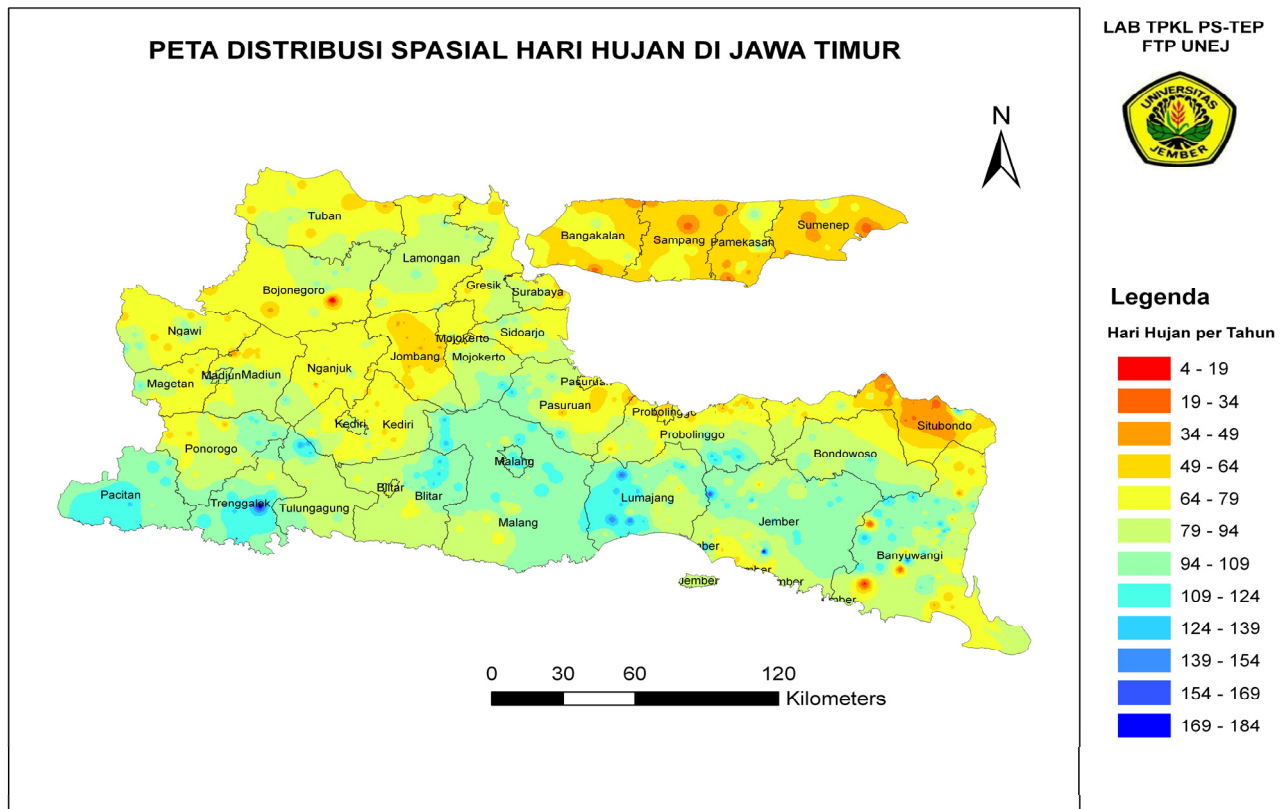 PETA DISTRIBUSI SPASIAL HARI HUJAN DI JAWA TIMUR
LAB TPKL PS-TEP
FTP UNEJ
UNIVERSITAS
JEMBER
N
Tuban
Lamongan
Bangakalan
Sampang
Pamekasan
Sumenep
Bojonegoro
Gresik
Surabaya
Ngawi
Mojokerto
Sidoarjo
Jombang
Mojokerto
Nganjuk
Magetan
Madiun
Madiun
Pasuruan
Pasuruan
Kediri
Kediri
Probolinggo
Probolinggo
Situbondo
Ponorogo
Bondowoso
Malang
Pacitan
Trenggalek
Tulungagung
Blitar
Blitar
Lumajang
Malang
Jember
Banyuwangi
mber
mber
Jember
mber
mber
0 30 60 120
Kilometers
Legenda
Hari Hujan per Tahun
4 - 19
19 - 34
34 - 49
49 - 64
64 - 79
79 - 94
94 - 109
109 - 124
124 - 139
139 - 154
154 - 169
169 - 184